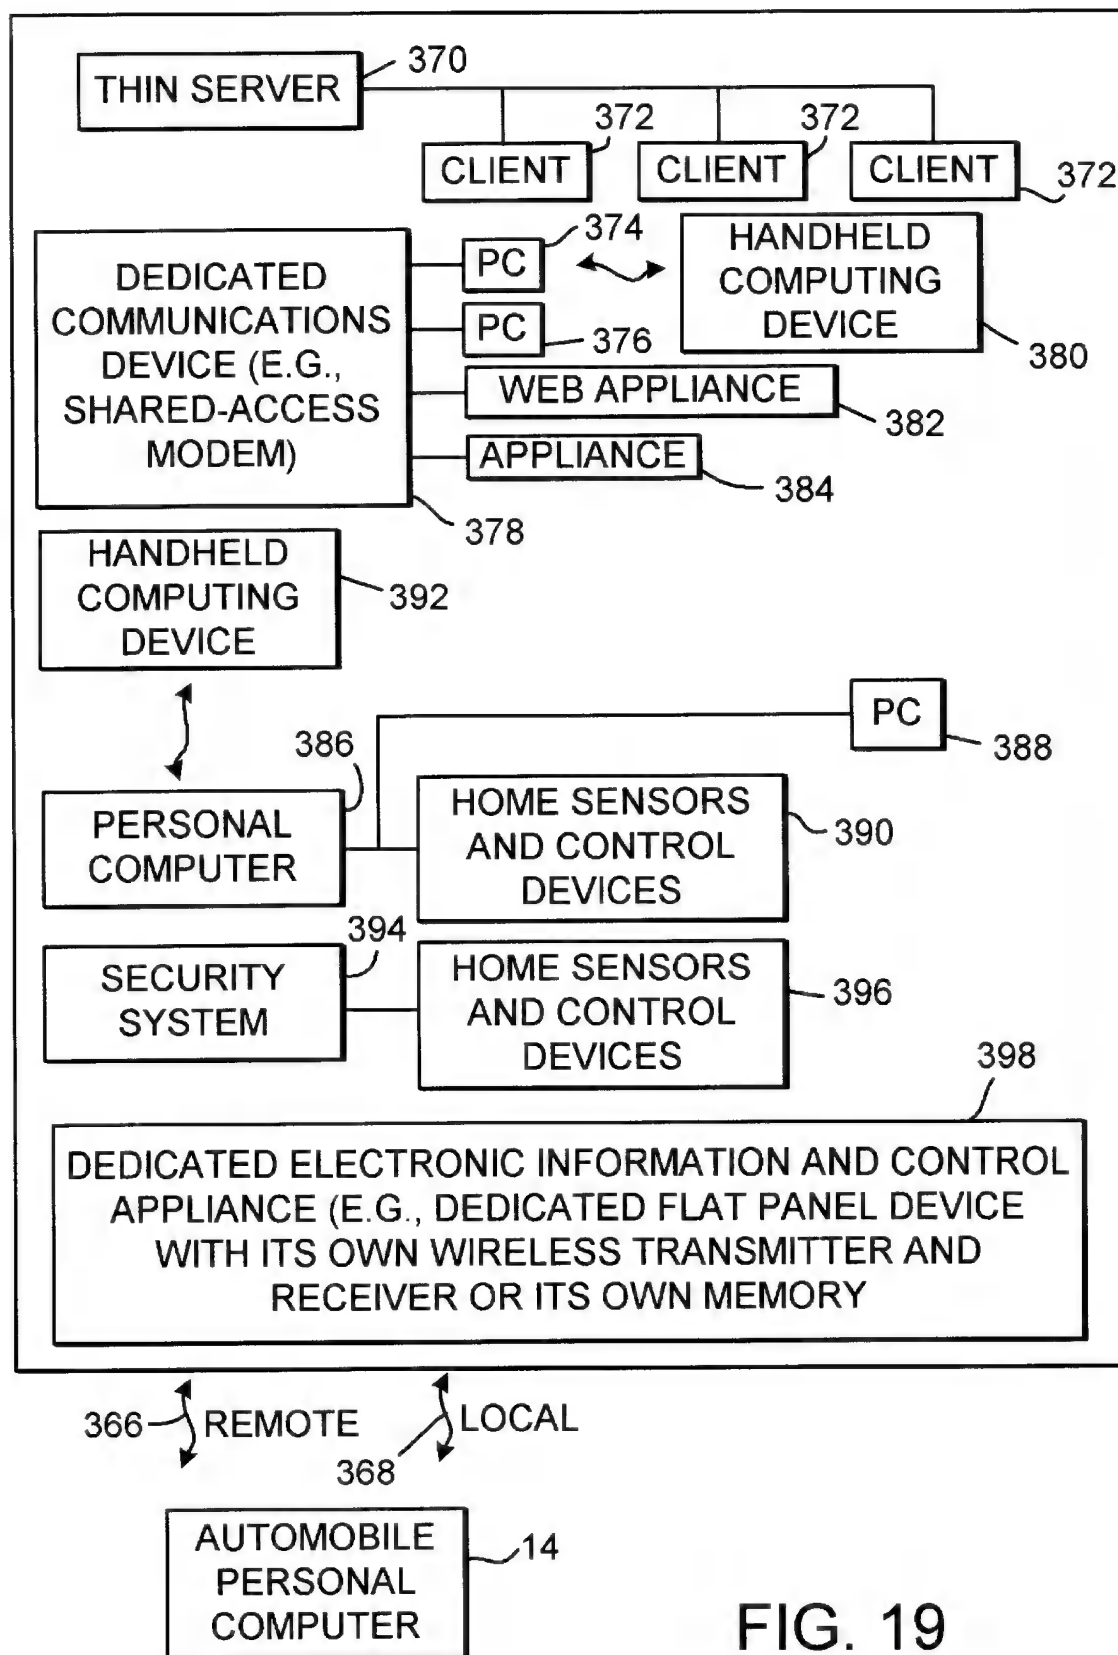 THIN SERVER
370
CLIENT
372
CLIENT
372
CLIENT
372
DEDICATED
COMMUNICATIONS
DEVICE (E.G.,
SHARED-ACCESS
MODEM)
378
PC
374
PC
376
HANDHELD
COMPUTING
DEVICE
380
WEB APPLIANCE
382
APPLIANCE
384
HANDHELD
COMPUTING
DEVICE
392
PC
388
386
PERSONAL
COMPUTER
HOME SENSORS
AND CONTROL
DEVICES
390
394
SECURITY
SYSTEM
HOME SENSORS
AND CONTROL
DEVICES
396
398
DEDICATED ELECTRONIC INFORMATION AND CONTROL
APPLIANCE (E.G., DEDICATED FLAT PANEL DEVICE
WITH ITS OWN WIRELESS TRANSMITTER AND
RECEIVER OR ITS OWN MEMORY
366
REMOTE
368
LOCAL
AUTOMOBILE
PERSONAL
COMPUTER
14
FIG. 19